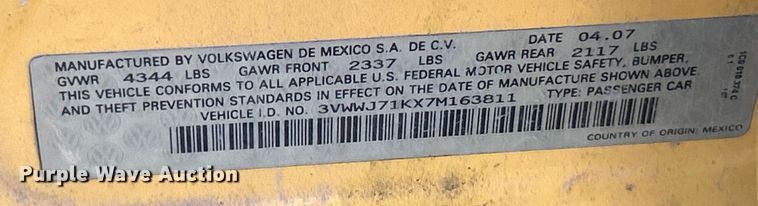 MANUFACTURED BY VOLKSWAGEN DE MEXICO S.A. DE C.V. DATE 04.07
GVWR 4344 LBS GAWR FRONT 2337 LBS GAWR REAR 2117 LBS
THIS VEHICLE CONFORMS TO ALL APPLICABLE U.S. FEDERAL MOTOR VEHICLE SAFETY, BUMPER,
AND THEFT PREVENTION STANDARDS IN EFFECT ON THE DATE OF MANUFACTURE SHOWN ABOVE.
VEHICLE I.D. NO. 3VWWJ71KX7M163811 TYPE: PASSENGER CAR
COUNTRY OF ORIGIN: MEXICO
Purple Wave Auction